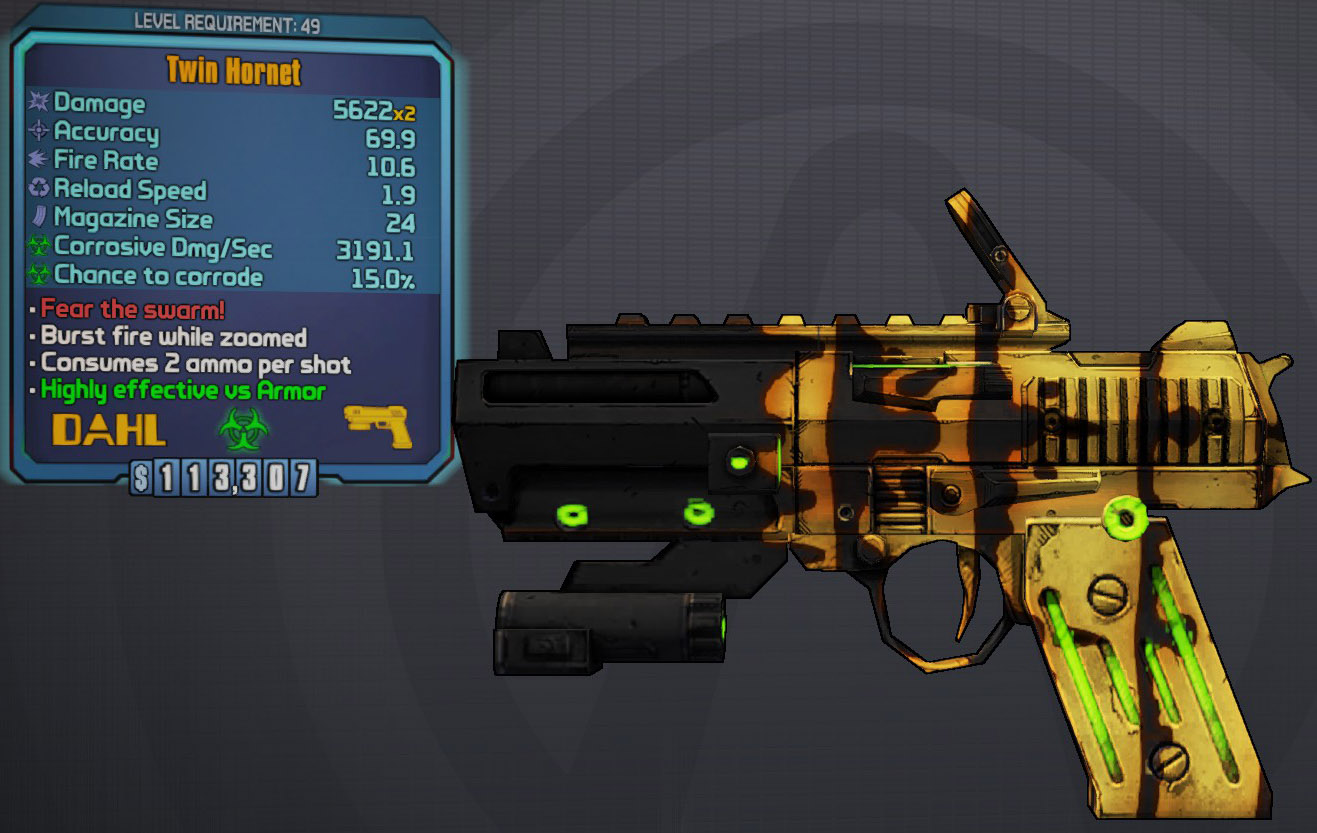 LEVEL REQUIREMENT: 49
Twin Hornet
Damage 5622x2
Accuracy 69.9
Fire Rate 10.6
Reload Speed 1.9
Magazine Size 24
Corrosive Dmg/Sec 3191.1
Chance to corrode 15.0%
· Fear the swarm!
· Burst fire while zoomed
· Consumes 2 ammo per shot
· Highly effective vs Armor
DAHL
$113,307